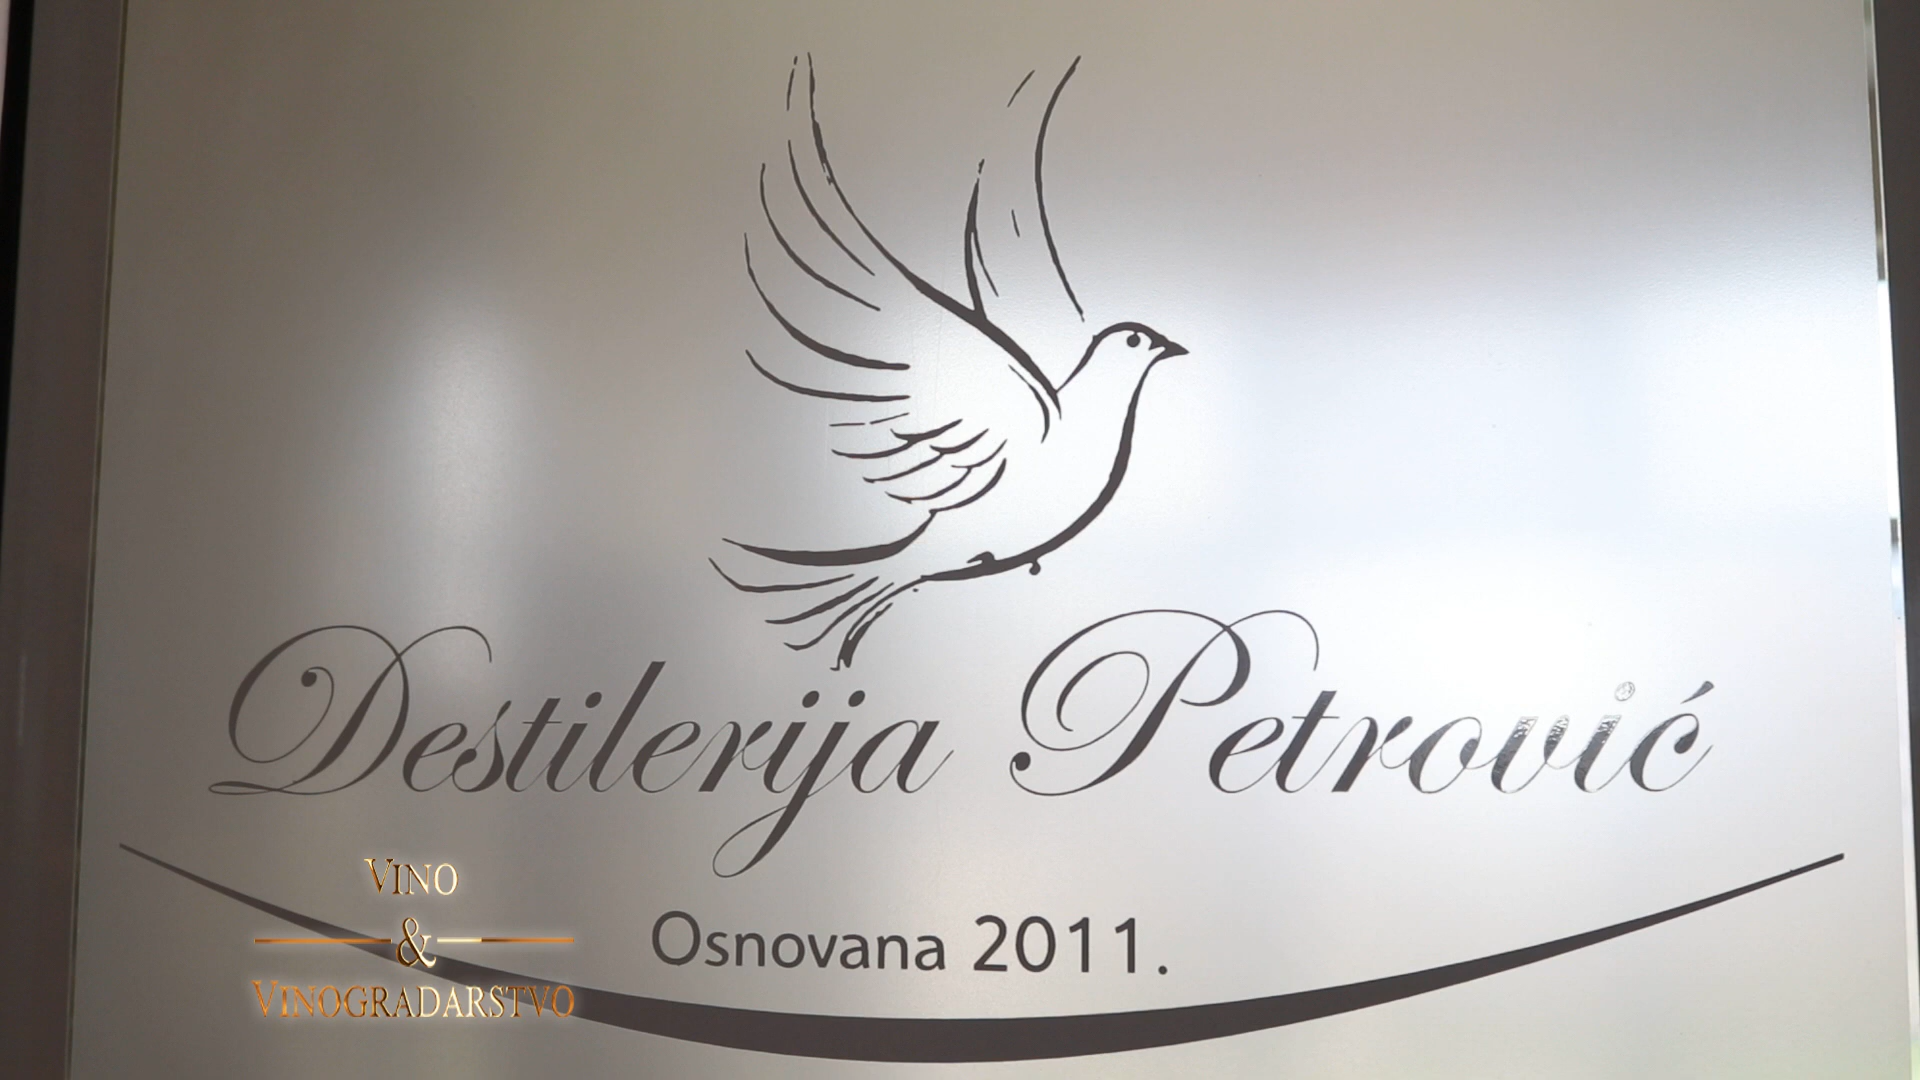 Destilerija Petrović
Osnovana 2011.
VINO
&
VINOGRADARSTVO